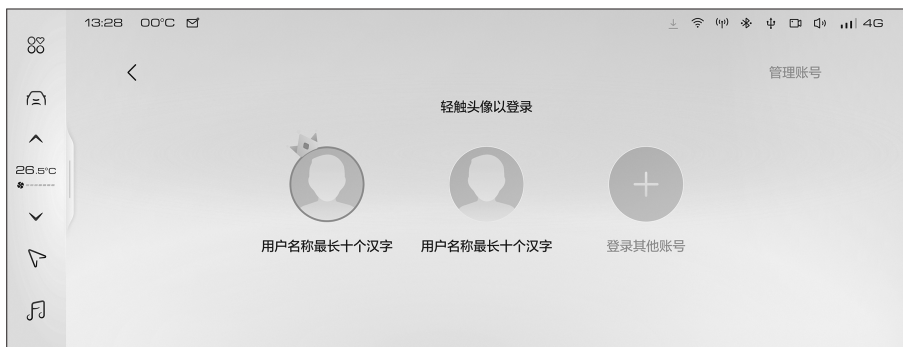 13:28 00°C 4G
管理账号
轻触头像以登录
26.5°C
用户名称最长十个汉字 用户名称最长十个汉字 登录其他账号